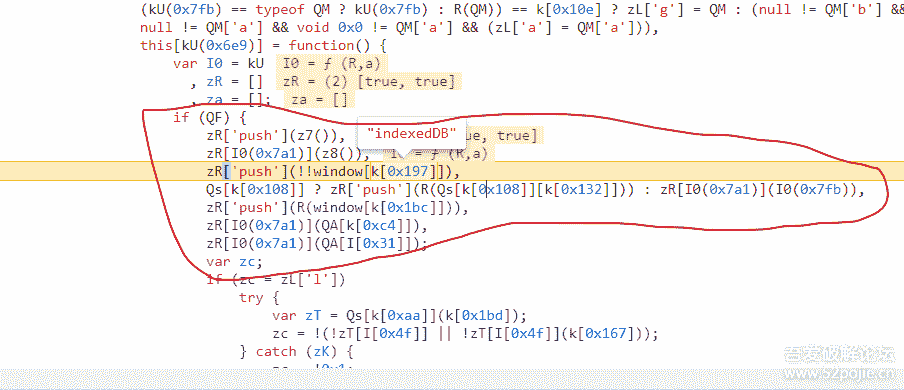 (kU(0x7fb) == typeof QM ? kU(0x7fb) : R(QM)) == k[0x10e] ? zL['g'] = QM : (null != QM['b'] &&
null != QM['a'] && void 0x0 != QM['a'] && (zL['a'] = QM['a'])),
this[kU(0x6e9)] = function() {
var I0 = kU I0 = ƒ (R,a)
, zR = [] zR = (2) [true, true]
, za = []; za = []
if (QF) {
zR['push'](z7()), "indexedDB" ue, true]
zR[I0(0x7a1)](z8()), I0 = ƒ (R,a)
zR['push'](!!window[k[0x197]]),
Qs[k[0x108]] ? zR['push'](R(Qs[k[0x108]][k[0x132]])) : zR[I0(0x7a1)](I0(0x7fb)),
zR['push'](R(window[k[0x1bc]])),
zR[I0(0x7a1)](QA[k[0xc4]]),
zR[I0(0x7a1)](QA[I[0x31]]);
var zc;
if (zc = zL['l'])
try {
var zT = Qs[k[0xaa]](k[0x1bd]);
zc = !(!zT[I[0x4f]] || !zT[I[0x4f]](k[0x167]));
} catch (zK) {
吾爱破解论坛
www.52pojie.cn